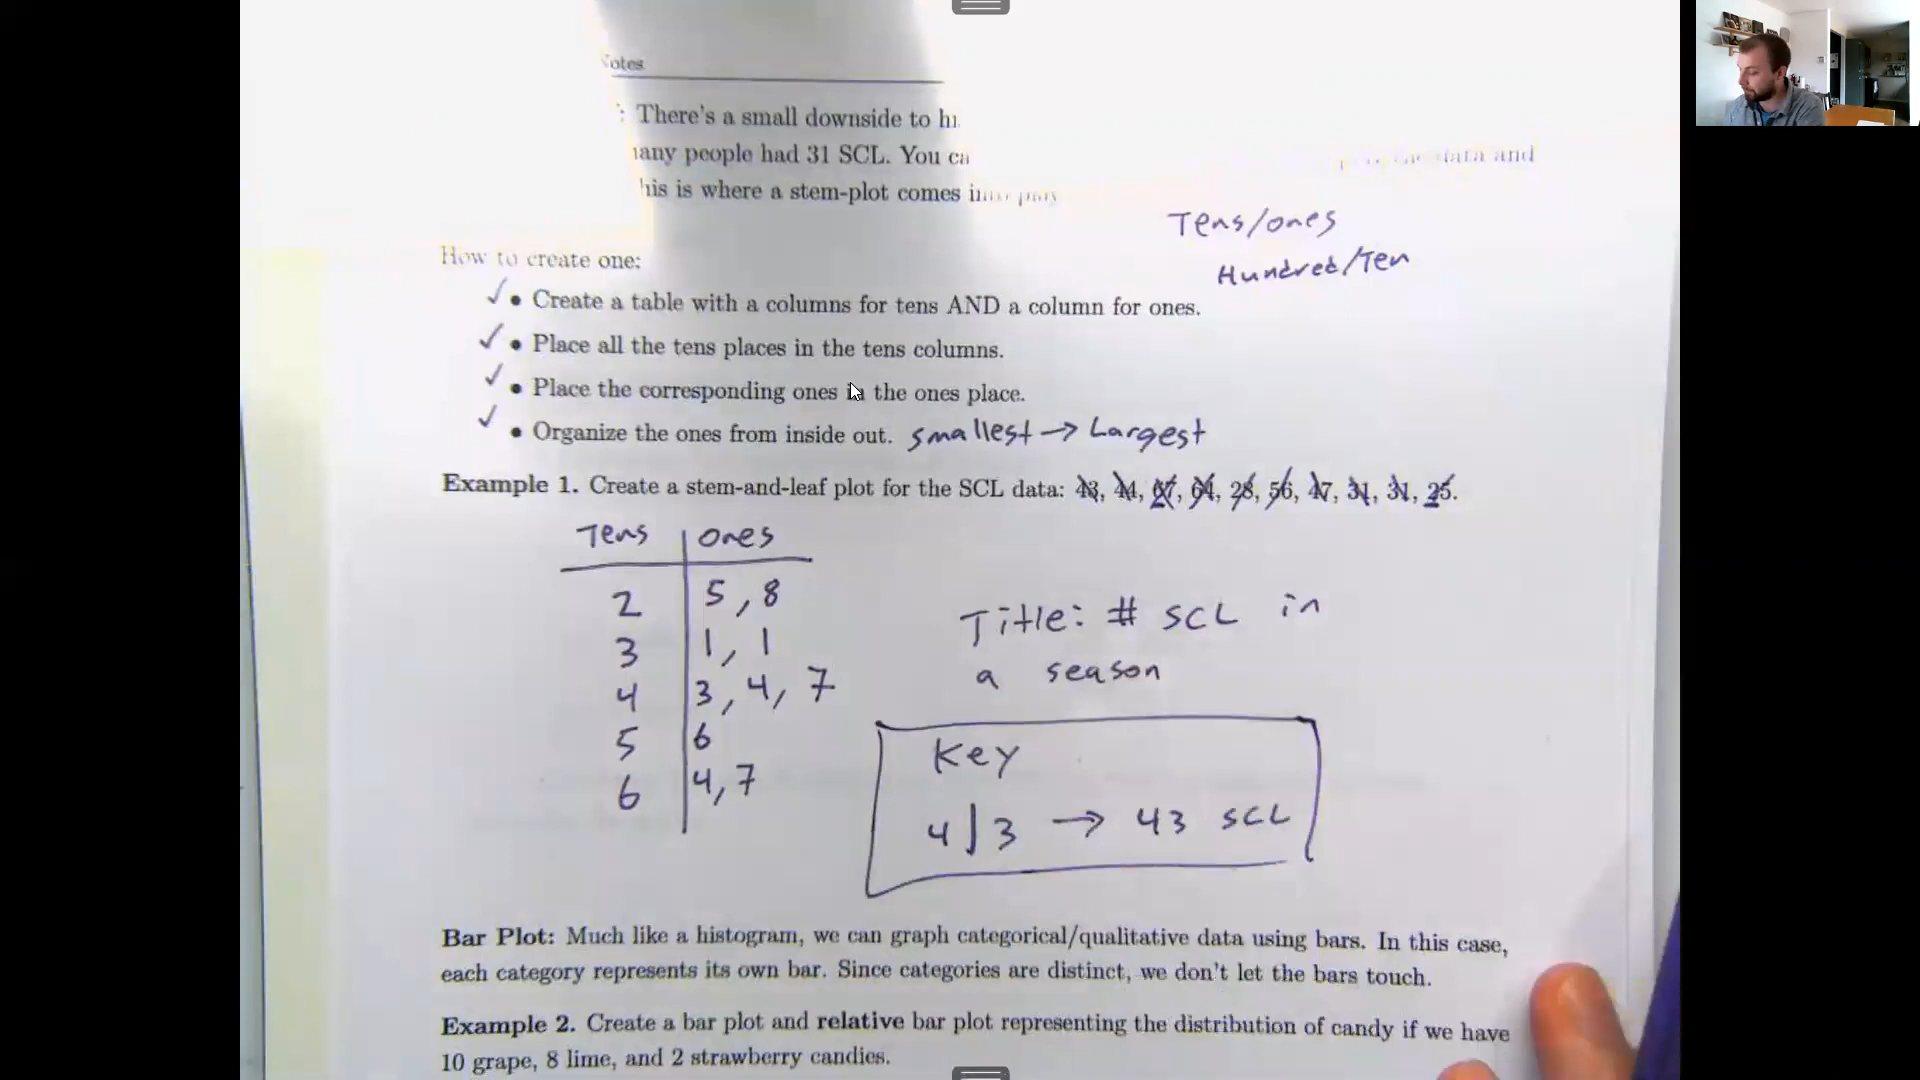 Notes
There's a small downside to hi
many people had 31 SCL. You ca
data and
his is where a stem-plot comes into play
Tens/ones
Hundred/Ten
How to create one:
✓ • Create a table with a columns for tens AND a column for ones.
✓ • Place all the tens places in the tens columns.
✓ • Place the corresponding ones in the ones place.
✓ • Organize the ones from inside out. smallest → Largest
Example 1. Create a stem-and-leaf plot for the SCL data: 43, 44, 67, 64, 28, 56, 47, 31, 31, 25.
Tens | ones
2 | 5, 8
3 | 1, 1
4 | 3, 4, 7
5 | 6
6 | 4, 7
Title: # SCL in
a season
Key
4 | 3 → 43 SCL
Bar Plot: Much like a histogram, we can graph categorical/qualitative data using bars. In this case,
each category represents its own bar. Since categories are distinct, we don't let the bars touch.
Example 2. Create a bar plot and relative bar plot representing the distribution of candy if we have
10 grape, 8 lime, and 2 strawberry candies.